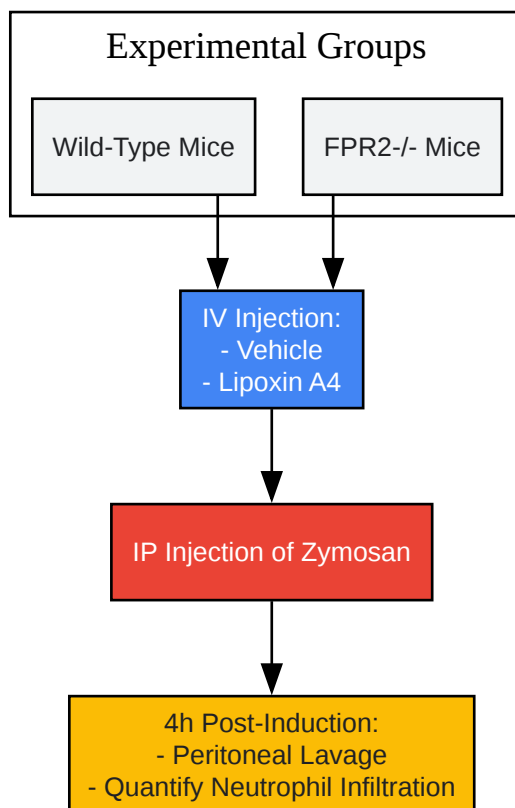 Experimental Groups
Wild-Type Mice
FPR2-/- Mice
IV Injection:
- Vehicle
- Lipoxin A4
IP Injection of Zymosan
4h Post-Induction:
- Peritoneal Lavage
- Quantify Neutrophil Infiltration